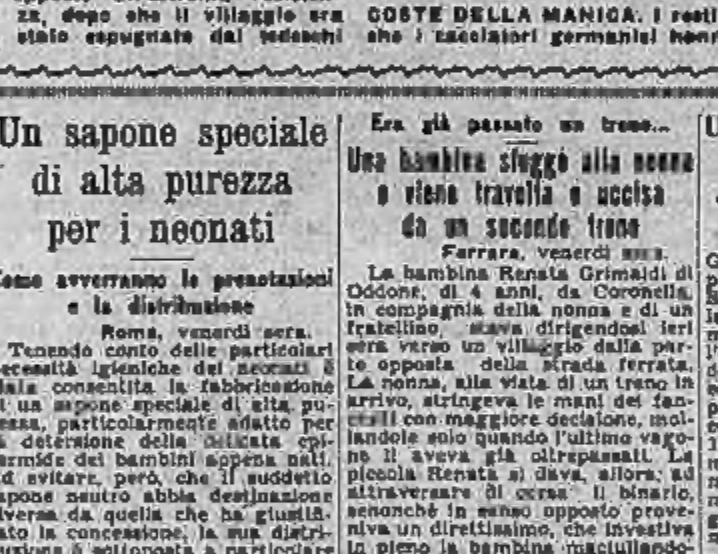 che il villaggio era
stato espugnato dai tedeschi
COSTE DELLA MANICA. I resti
che i cacciatori germanici
Un sapone speciale
di alta purezza
per i neonati
Come avverranno le prenotazioni
e la distribuzione
Roma, venerdì sera.
Tenendo conto delle particolari
necessità igieniche dei neonati è
consentita la fabbricazione
un sapone speciale di alta pu-
particolarmente adatto per
detersione della delicata epi-
dermide dei bambini appena nati.
evitare, però, che il suddetto
sapone neutro abbia destinazione
diversa da quella che ha giustifi-
cato la concessione, la sua distri-
buzione è sottoposta a particolare
Era già passato un treno...
Una bambina sfugge alla nonna
e viene travolta e uccisa
da un secondo treno
Ferrara, venerdì sera.
La bambina Renata Grimaldi di
Oddone, di 4 anni, da Coronella,
in compagnia della nonna e di un
fratellino, stava dirigendosi ieri
sera verso un villaggio dalla par-
te opposta della strada ferrata.
La nonna, alla vista di un treno in
arrivo, stringeva le mani dei fan-
ciulli con maggiore decisione, mol-
landole solo quando l'ultimo vago-
ne li aveva già oltrepassati. La
piccola Renata si dava, allora, ad
attraversare di corsa il binario,
senonchè in senso opposto prove-
niva un direttissimo, che investiva
in pieno la bambina maciullando-